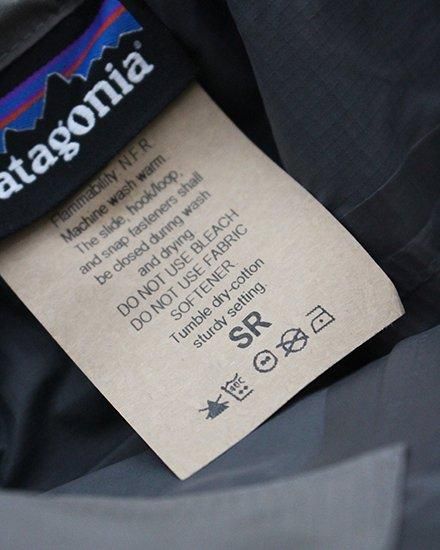 patagonia
Flammability N.F.R.
Machine wash warm.
The slide, hook/loop,
and snap fasteners shall
be closed during wash
and drying
DO NOT USE BLEACH
DO NOT USE FABRIC
SOFTENER.
Tumble dry-cotton
sturdy setting.
SR
40C